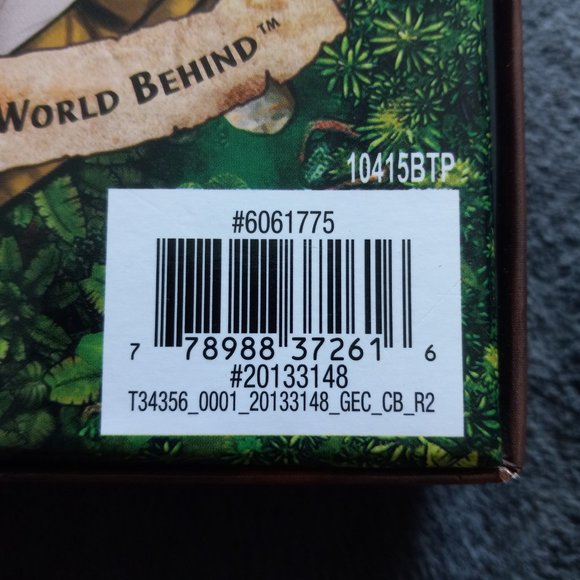 World Behind™
10415BTP
#6061775
7 78988 37261 6
#20133148
T34356_0001_20133148_GEC_CB_R2